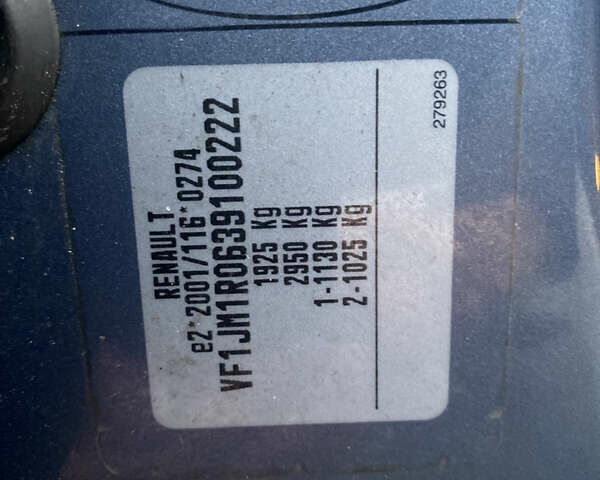 RENAULT
e2*2001/116*0274
VF1JM1R0639100222
1925 Kg
2950 Kg
1-1130 Kg
2-1025 Kg
279263